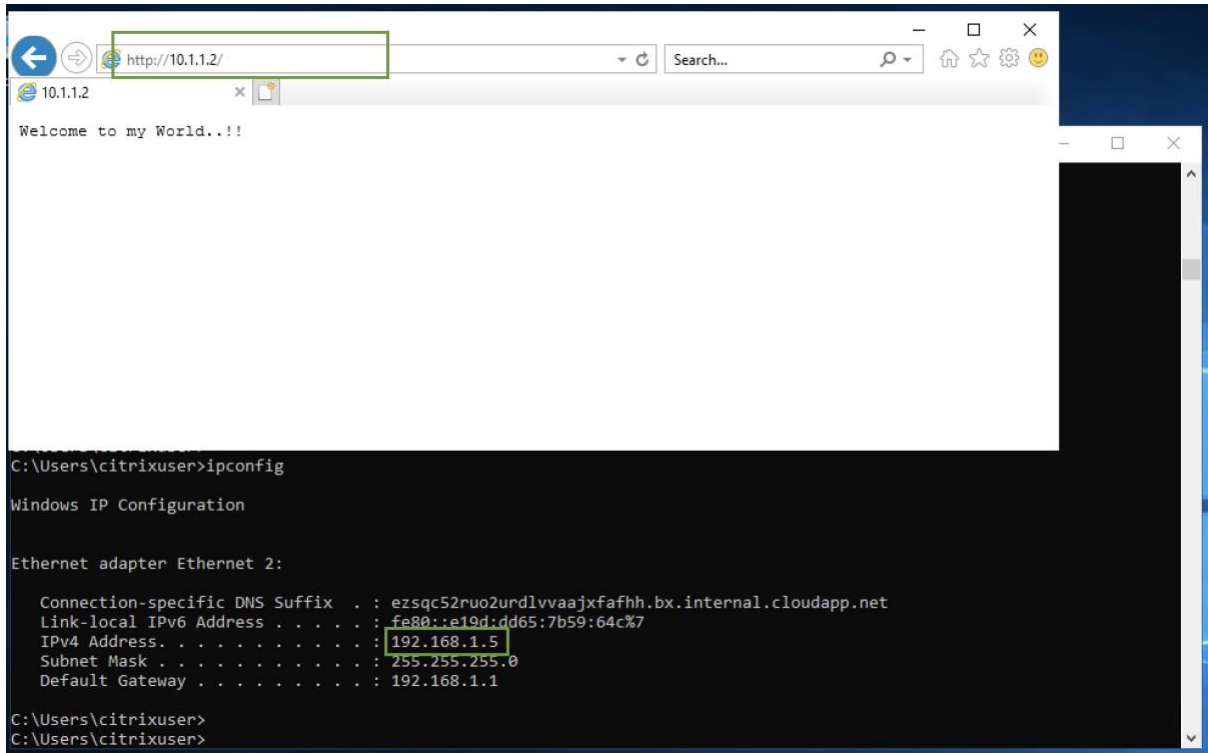 http://10.1.1.2/
Search...
10.1.1.2
Welcome to my World..!!
C:\Users\citrixuser>ipconfig
Windows IP Configuration
Ethernet adapter Ethernet 2:
Connection-specific DNS Suffix . : ezsqc52ruo2urdlvvaajxfafhh.bx.internal.cloudapp.net
Link-local IPv6 Address . . . . . : fe80::e19d:dd65:7b59:64c%7
IPv4 Address. . . . . . . . . . . : 192.168.1.5
Subnet Mask . . . . . . . . . . . : 255.255.255.0
Default Gateway . . . . . . . . . : 192.168.1.1
C:\Users\citrixuser>
C:\Users\citrixuser>